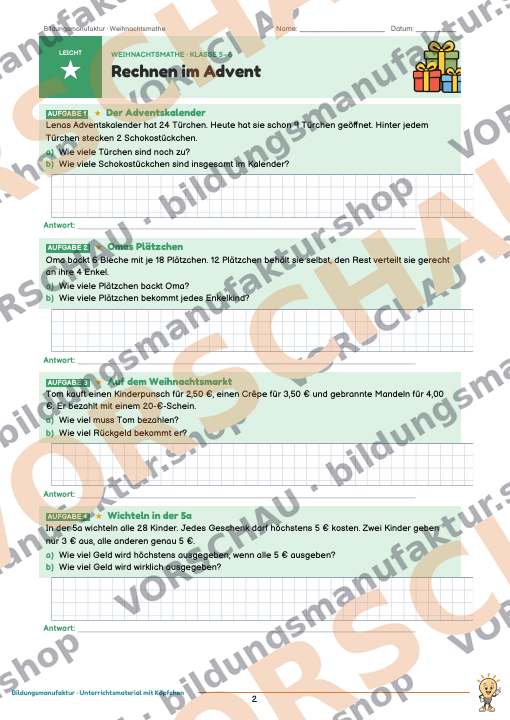 Bildungsmanufaktur · Weihnachtsmathe Name: Datum:
LEICHT
WEIHNACHTSMATHE · KLASSE 5–6
Rechnen im Advent
AUFGABE 1 Der Adventskalender
Lenas Adventskalender hat 24 Türchen. Heute hat sie schon 9 Türchen geöffnet. Hinter jedem
Türchen stecken 2 Schokostückchen.
a) Wie viele Türchen sind noch zu?
b) Wie viele Schokostückchen sind insgesamt im Kalender?
Antwort:
AUFGABE 2 Omas Plätzchen
Oma backt 6 Bleche mit je 18 Plätzchen. 12 Plätzchen behält sie selbst, den Rest verteilt sie gerecht
an ihre 4 Enkel.
a) Wie viele Plätzchen backt Oma?
b) Wie viele Plätzchen bekommt jedes Enkelkind?
Antwort:
AUFGABE 3 Auf dem Weihnachtsmarkt
Tom kauft einen Kinderpunsch für 2,50 €, einen Crêpe für 3,50 € und gebrannte Mandeln für 4,00
€. Er bezahlt mit einem 20-€-Schein.
a) Wie viel muss Tom bezahlen?
b) Wie viel Rückgeld bekommt er?
Antwort:
AUFGABE 4 Wichteln in der 5a
In der 5a wichteln alle 28 Kinder. Jedes Geschenk darf höchstens 5 € kosten. Zwei Kinder geben
nur 3 € aus, alle anderen genau 5 €.
a) Wie viel Geld wird höchstens ausgegeben, wenn alle 5 € ausgeben?
b) Wie viel Geld wird wirklich ausgegeben?
Antwort:
Bildungsmanufaktur · Unterrichtsmaterial mit Köpfchen
2
VORSCHAU · bildungsmanufaktur.shop
VORSCHAU